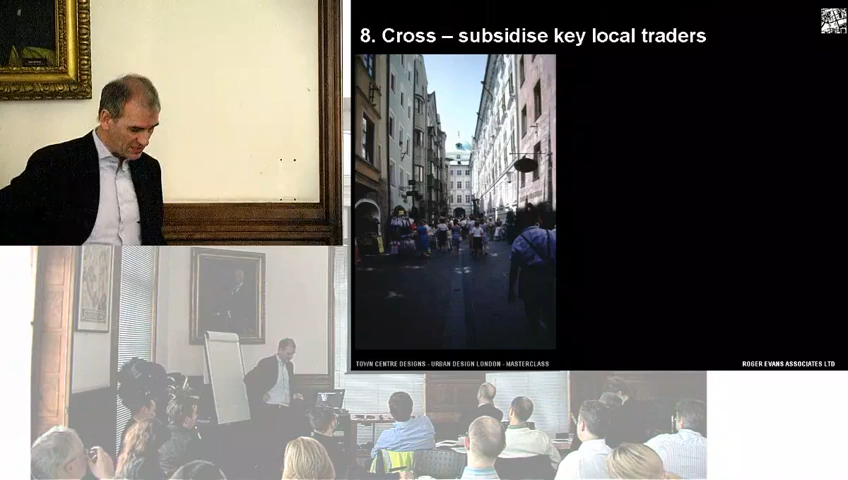 8. Cross – subsidise key local traders
TOWN CENTRE DESIGNS - URBAN DESIGN LONDON - MASTERCLASS
ROGER EVANS ASSOCIATES LTD